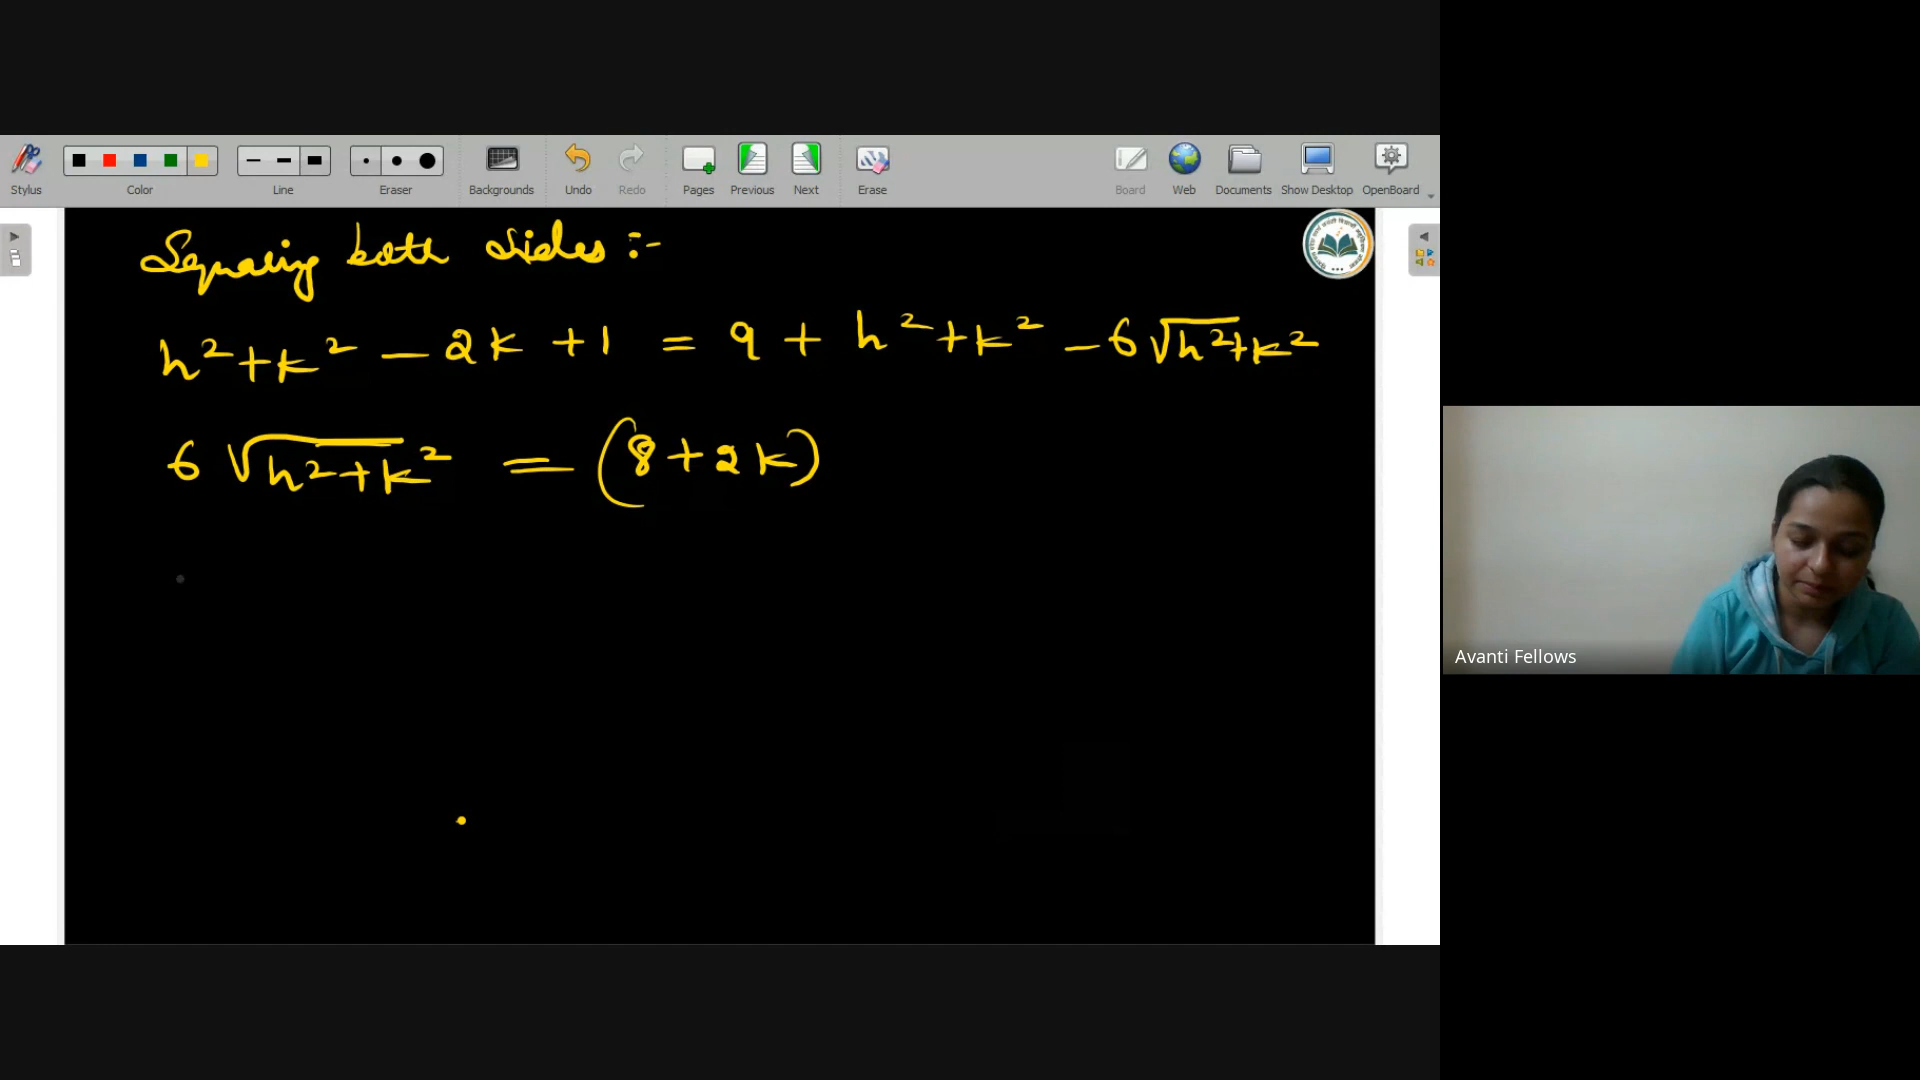 Stylus Color Line Eraser Backgrounds Undo Redo Pages Previous Next Erase Board Web Documents Show Desktop OpenBoard
Squaring both sides :-
h² + k² - 2k + 1 = 9 + h² + k² - 6√h²+k²
6 √h²+k² = (8 + 2k)
Avanti Fellows